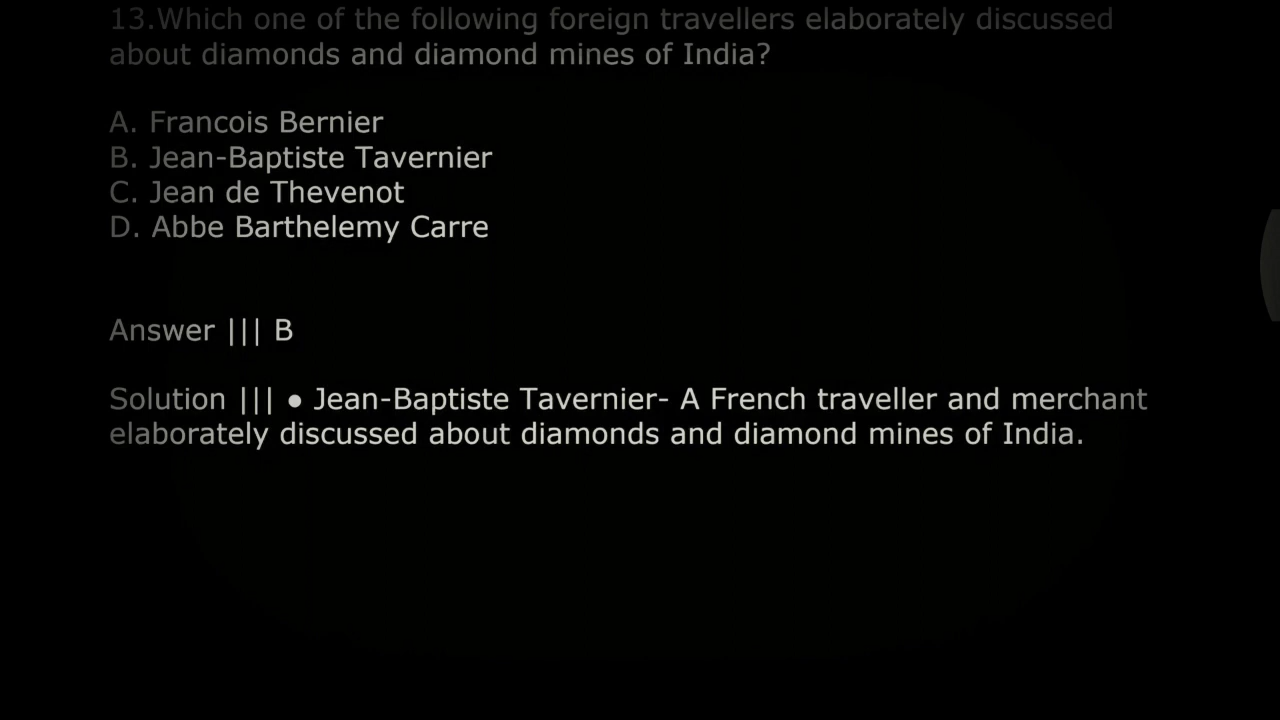 13.Which one of the following foreign travellers elaborately discussed
about diamonds and diamond mines of India?
A. Francois Bernier
B. Jean-Baptiste Tavernier
C. Jean de Thevenot
D. Abbe Barthelemy Carre
Answer ||| B
Solution ||| ● Jean-Baptiste Tavernier- A French traveller and merchant
elaborately discussed about diamonds and diamond mines of India.